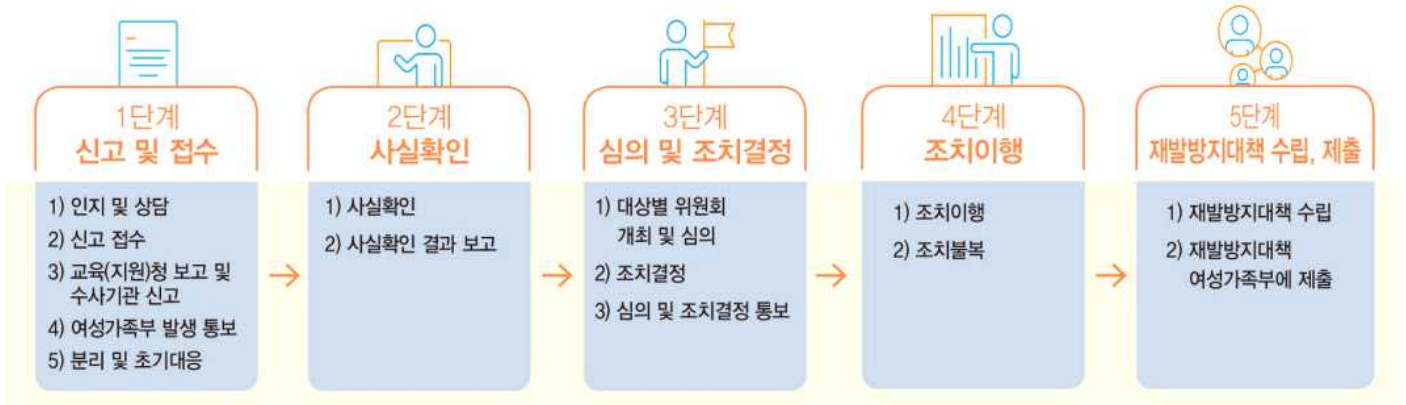 1단계
신고 및 접수
1) 인지 및 상담
2) 신고 접수
3) 교육(지원)청 보고 및
수사기관 신고
4) 여성가족부 발생 통보
5) 분리 및 초기대응
2단계
사실확인
1) 사실확인
2) 사실확인 결과 보고
3단계
심의 및 조치결정
1) 대상별 위원회
개최 및 심의
2) 조치결정
3) 심의 및 조치결정 통보
4단계
조치이행
1) 조치이행
2) 조치불복
5단계
재발방지대책 수립, 제출
1) 재발방지대책 수립
2) 재발방지대책
여성가족부에 제출